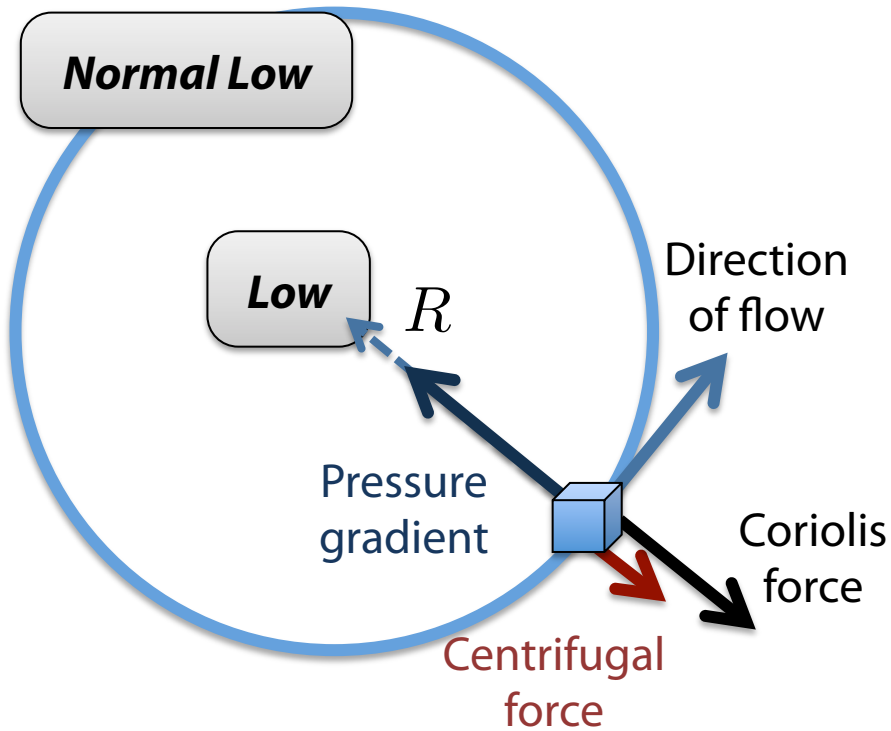 Normal Low
Low
R
Direction
of flow
Pressure
gradient
Coriolis
force
Centrifugal
force